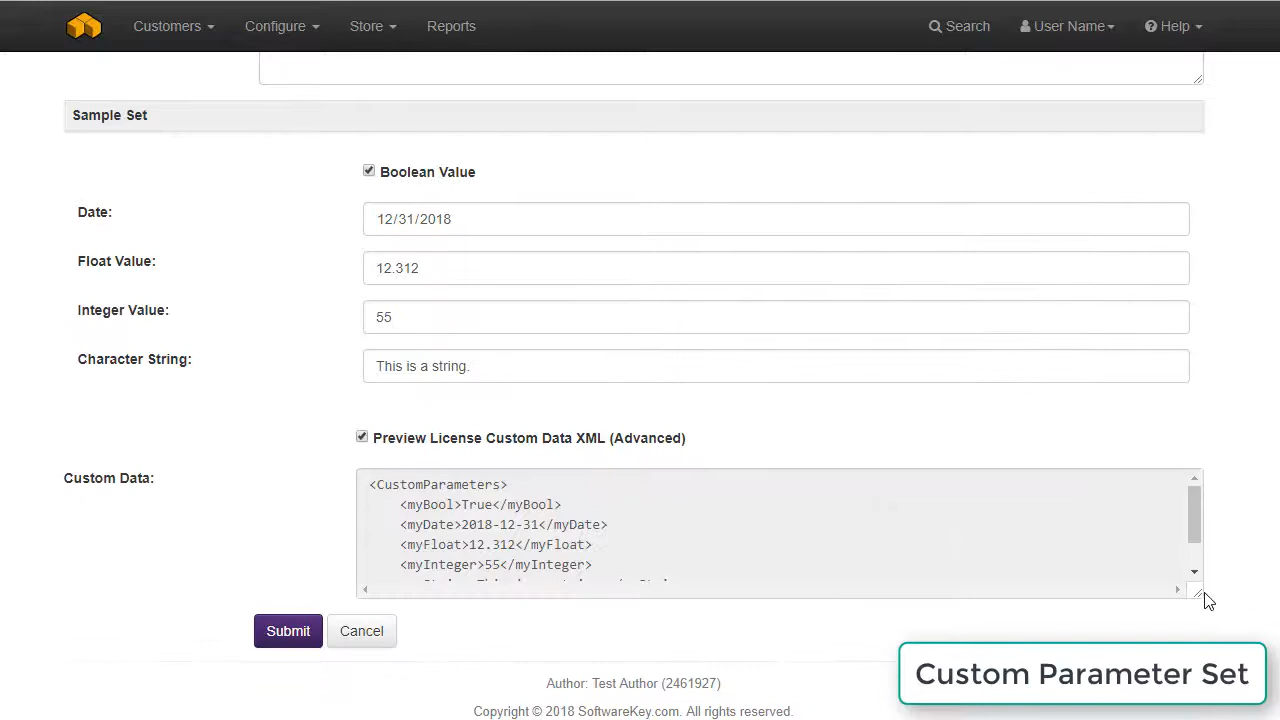 Customers Configure Store Reports Search User Name Help
Sample Set
Boolean Value
Date: 12/31/2018
Float Value: 12.312
Integer Value: 55
Character String: This is a string.
Preview License Custom Data XML (Advanced)
Custom Data:
<CustomParameters>
<myBool>True</myBool>
<myDate>2018-12-31</myDate>
<myFloat>12.312</myFloat>
<myInteger>55</myInteger>
Submit Cancel
Custom Parameter Set
Author: Test Author (2461927)
Copyright © 2018 SoftwareKey.com. All rights reserved.